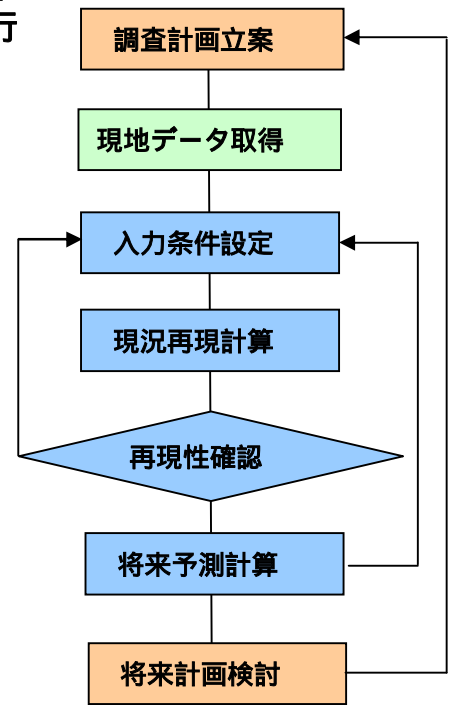 行
調査計画立案
現地データ取得
入力条件設定
現況再現計算
再現性確認
将来予測計算
将来計画検討